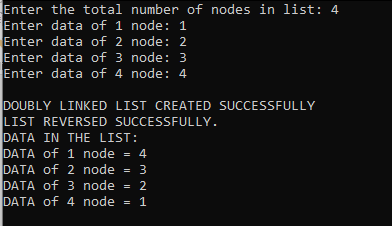 Enter the total number of nodes in list: 4
Enter data of 1 node: 1
Enter data of 2 node: 2
Enter data of 3 node: 3
Enter data of 4 node: 4
DOUBLY LINKED LIST CREATED SUCCESSFULLY
LIST REVERSED SUCCESSFULLY.
DATA IN THE LIST:
DATA of 1 node = 4
DATA of 2 node = 3
DATA of 3 node = 2
DATA of 4 node = 1